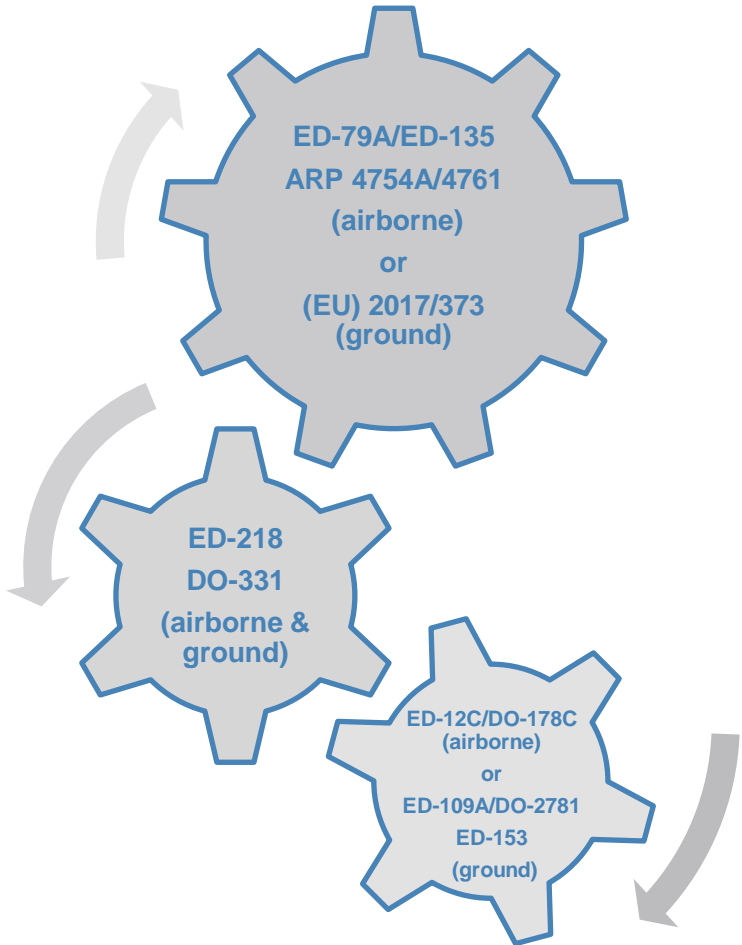 ED-79A/ED-135
ARP 4754A/4761
(airborne)
or
(EU) 2017/373
(ground)
ED-218
DO-331
(airborne &
ground)
ED-12C/DO-178C
(airborne)
or
ED-109A/DO-2781
ED-153
(ground)